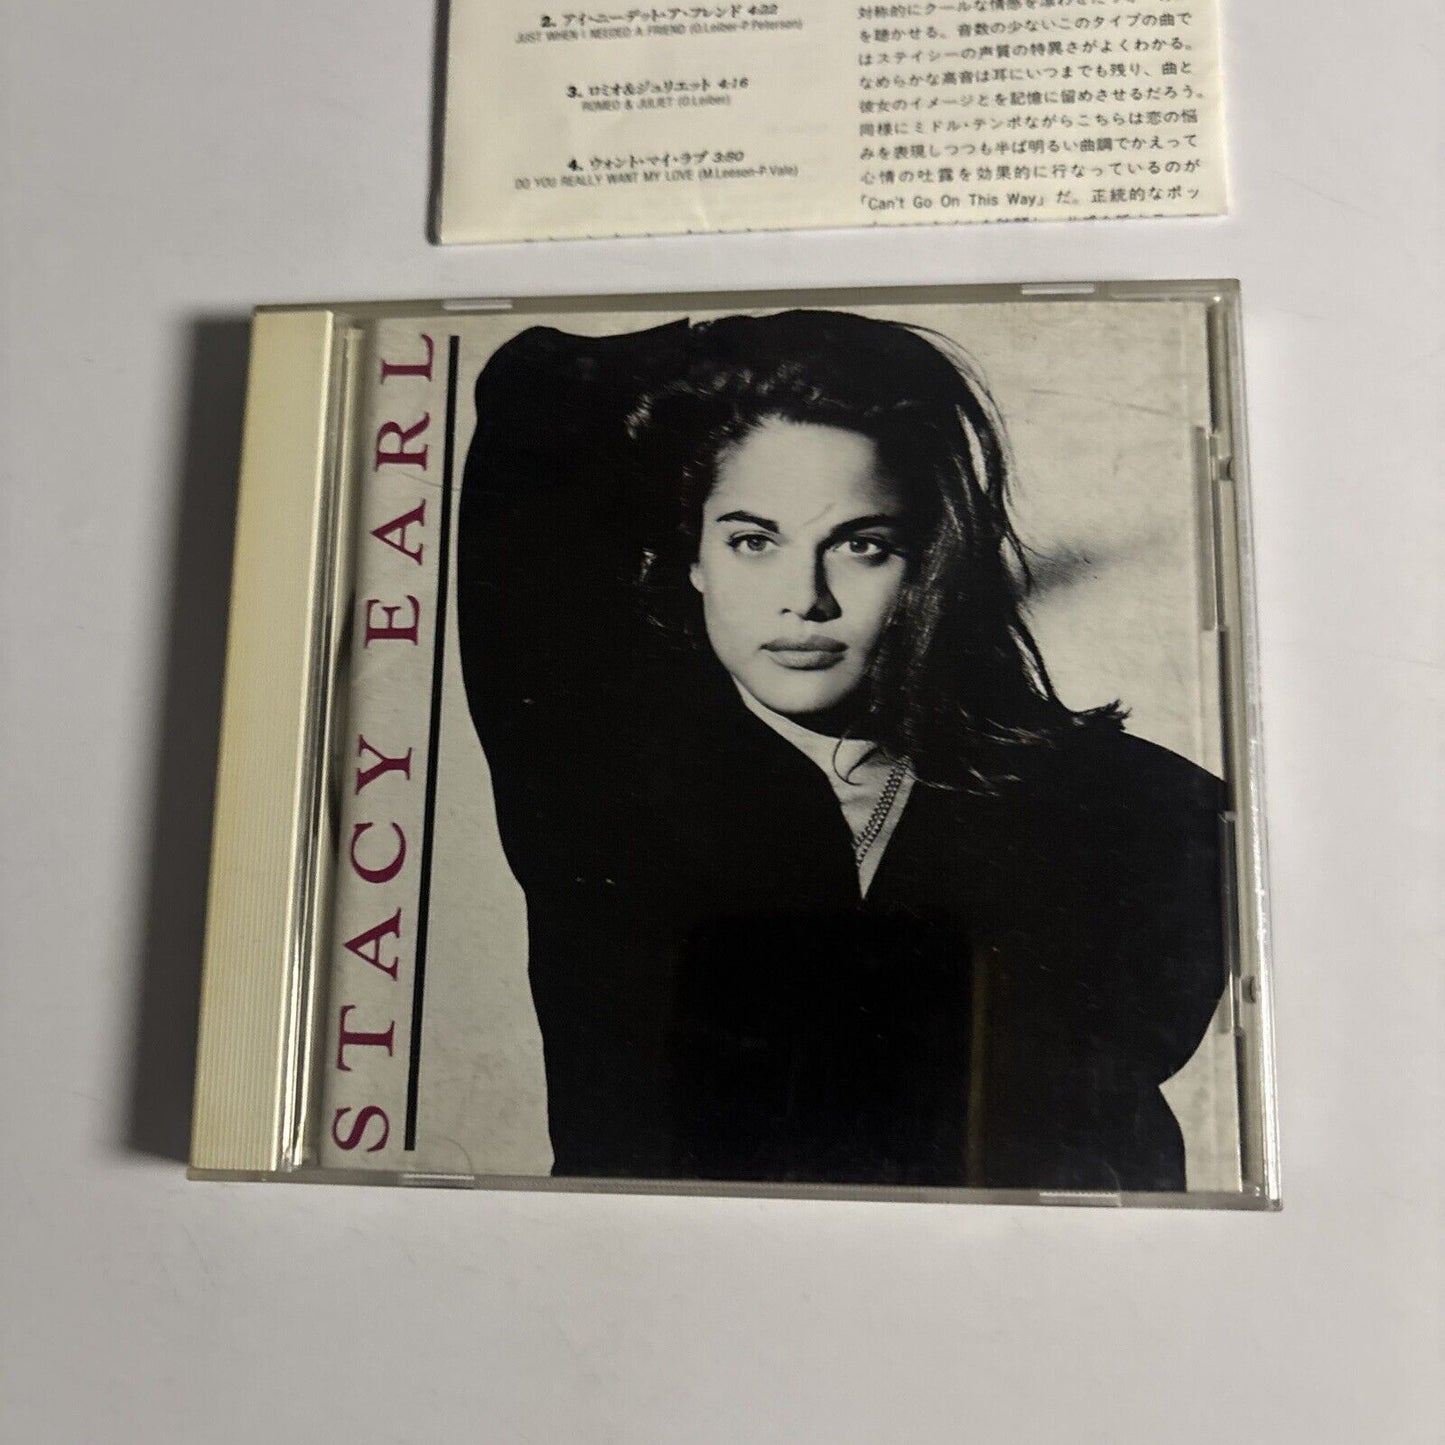 2. アイ・ニーデット・ア・フレンド 4:22
JUST WHEN I NEEDED A FRIEND (O.Leiber-P.Peterson)
3. ロミオ&ジュリエット 4:16
ROMEO & JULIET (O.Leiber)
4. ウォント・マイ・ラブ 3:50
DO YOU REALLY WANT MY LOVE (M.Leeson-P.Vale)
対称的にクールな情感を漂わせ
を聴かせる。音数の少ないこのタイプの曲で
はステイシーの声質の特異さがよくわかる。
なめらかな高音は耳にいつまでも残り、曲と
彼女のイメージとを記憶に留めさせるだろう。
同様にミドル・テンポながらこちらは恋の悩
みを表現しつつも半ば明るい曲調でかえって
心情の吐露を効果的に行なっているのが
「Can't Go On This Way」だ。正統的なポッ
STACY EARL